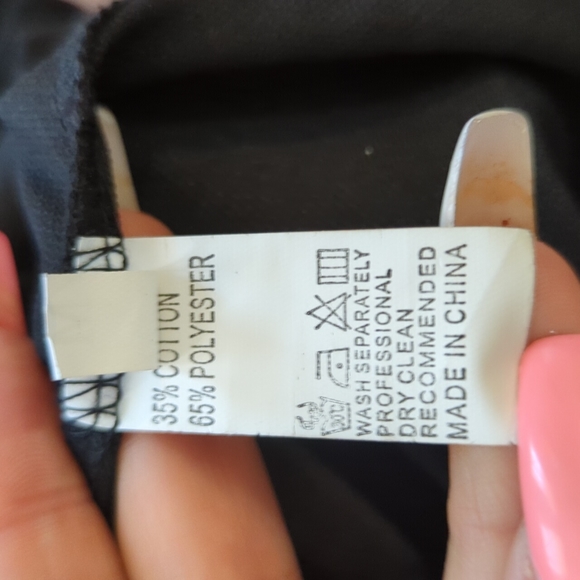 35% COTTON
65% POLYESTER
WASH SEPARATELY
PROFESSIONAL
DRY CLEAN
RECOMMENDED
MADE IN CHINA